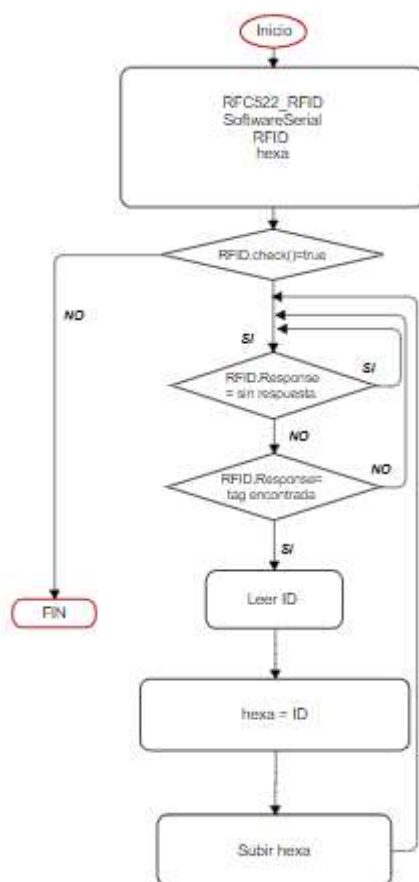 Inicio
RFC522_RFID
SoftwareSerial
RFID
hexa
RFID.check()=true
NO
SI
RFID.Response
= sin respuesta
SI
NO
RFID.Response=
tag encontrada
NO
SI
Leer ID
FIN
hexa = ID
Subir hexa